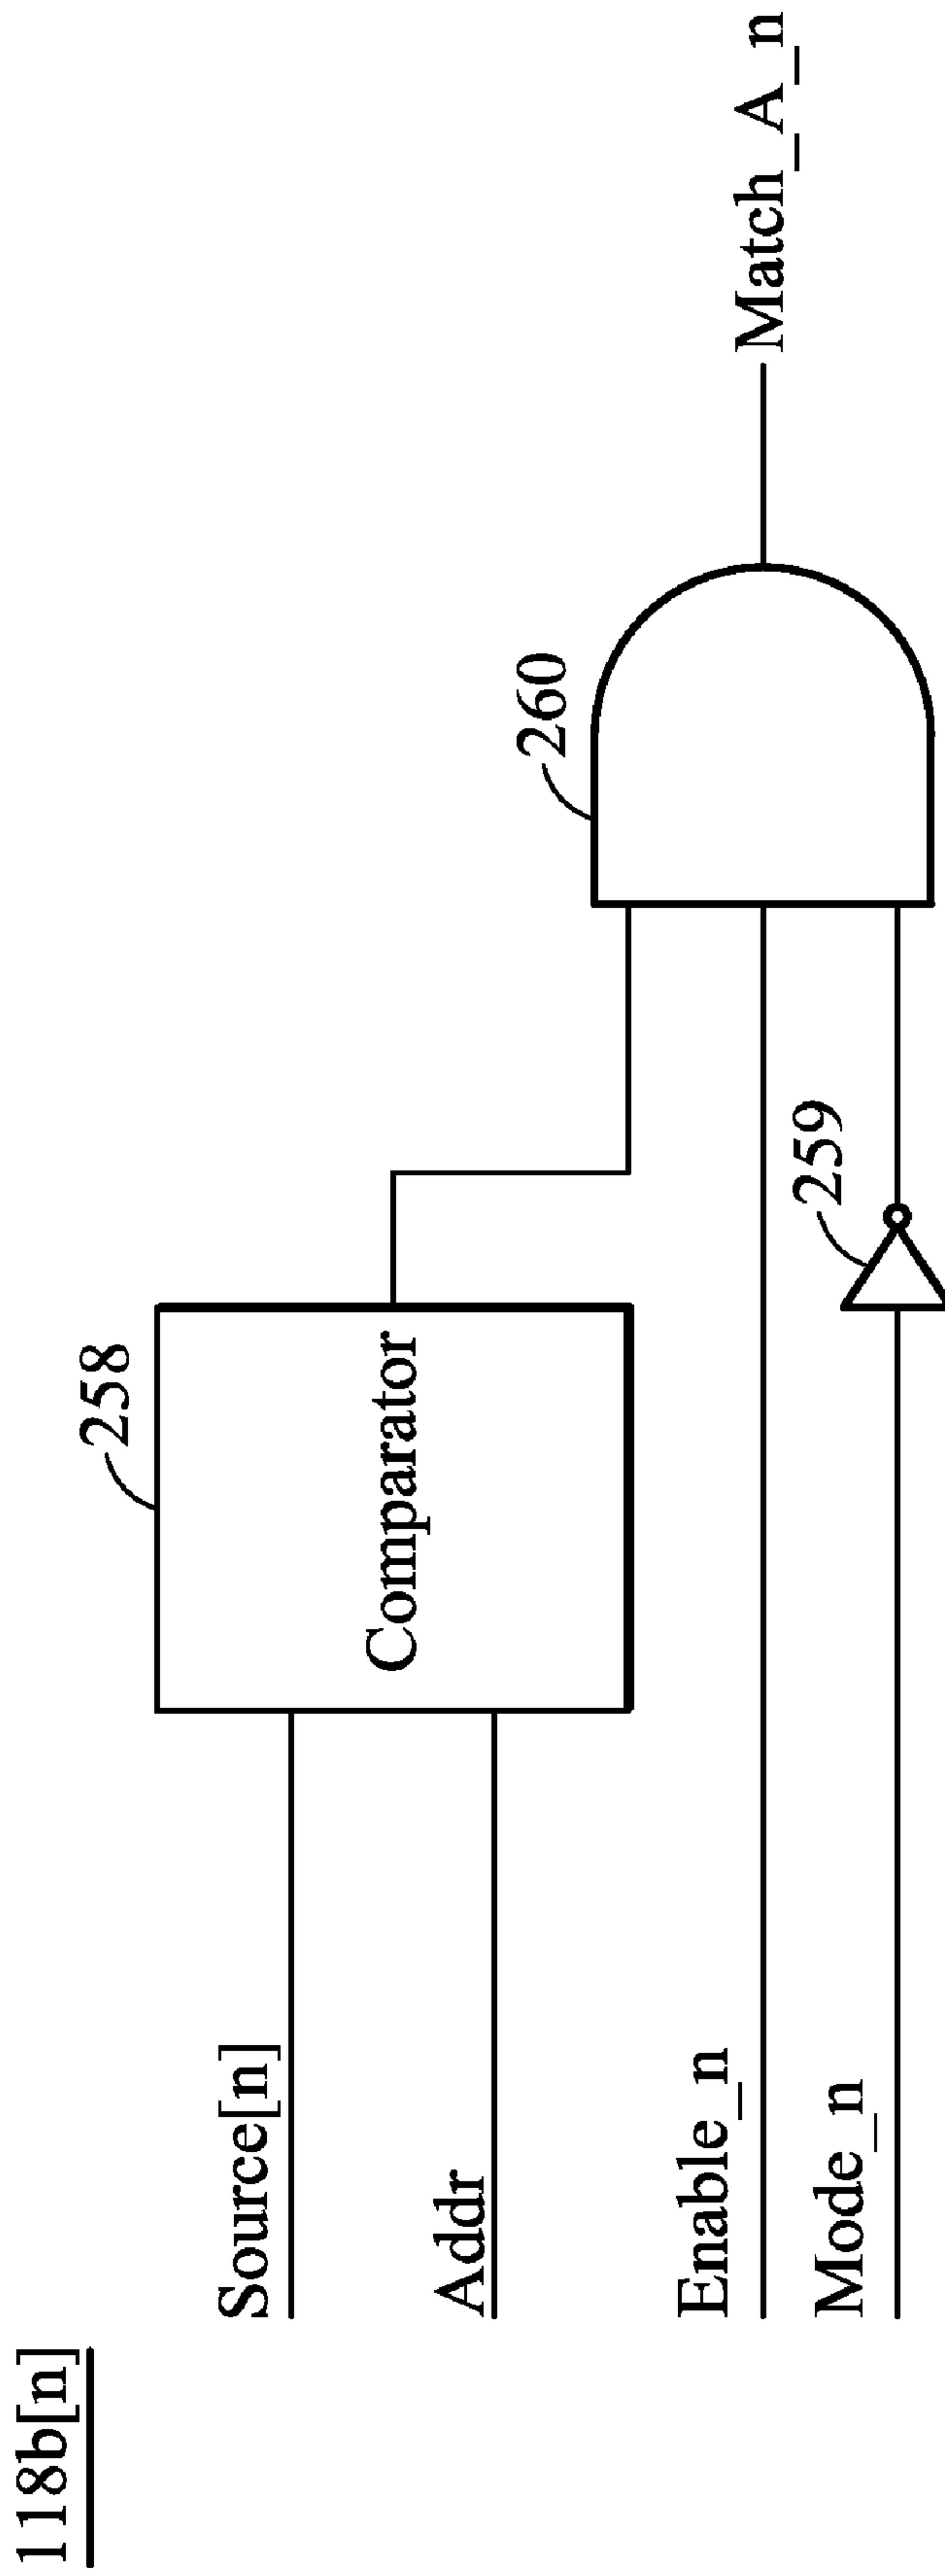 118b[n]
258
Source[n]
Comparator
Addr
260
Enable_n
Match_A_n
259
Mode_n